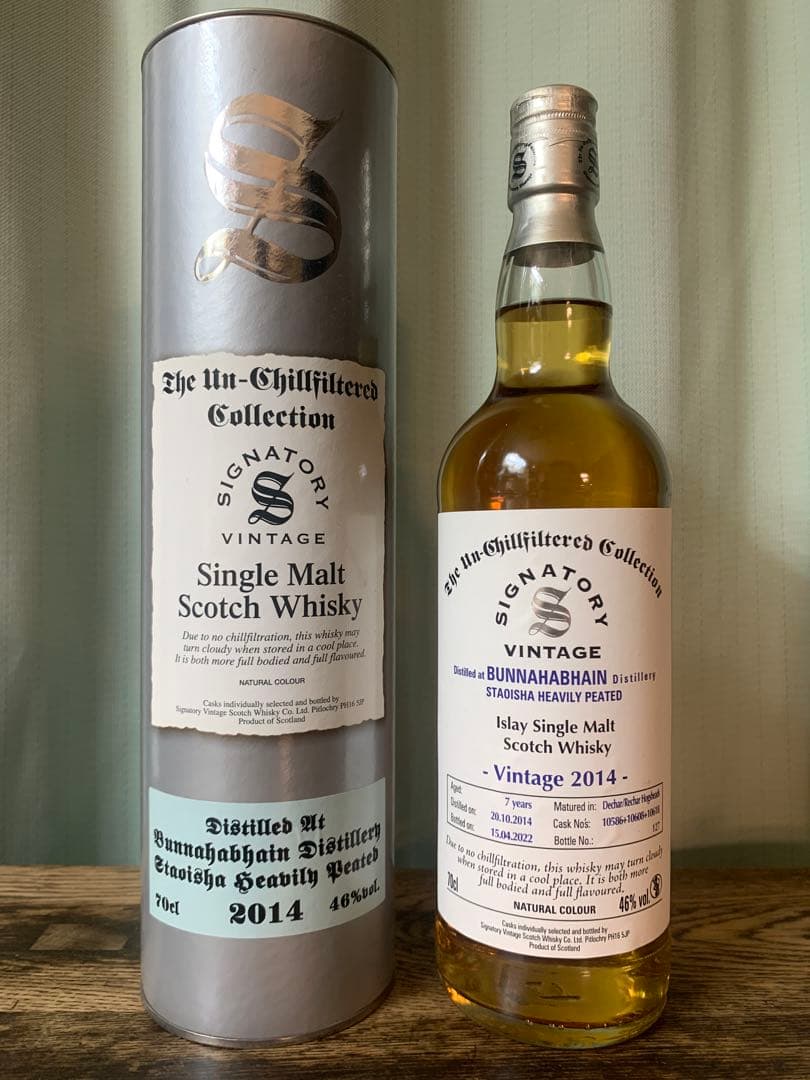 The Un-Chillfiltered
Collection
SIGNATORY
S
VINTAGE
Single Malt
Scotch Whisky
Due to no chillfiltration, this whisky may
turn cloudy when stored in a cool place.
It is both more full bodied and full flavoured.
NATURAL COLOUR
Casks individually selected and bottled by
Signatory Vintage Scotch Whisky Co. Ltd. Pitlochry PH16 5JP
Product of Scotland
Distilled At
Bunnahabhain Distillery
Staoisha Heavily Peated
70cl 2014 46%vol.
The Un-Chillfiltered Collection
SIGNATORY
S
VINTAGE
Distilled at BUNNAHABHAIN Distillery
STAOISHA HEAVILY PEATED
Islay Single Malt
Scotch Whisky
- Vintage 2014 -
Aged: 7 years Matured in: Dechar/Rechar Hogsheads
Distilled on: 20.10.2014 Cask No's: 10586+10608+
Bottled on: 15.04.2022 Bottle No.: 127
Due to no chillfiltration, this whisky may turn cloudy
when stored in a cool place. It is both more
full bodied and full flavoured.
70cl NATURAL COLOUR 46% vol.
Casks individually selected and bottled by
Signatory Vintage Scotch Whisky Co. Ltd. Pitlochry PH16 5JP
Product of Scotland